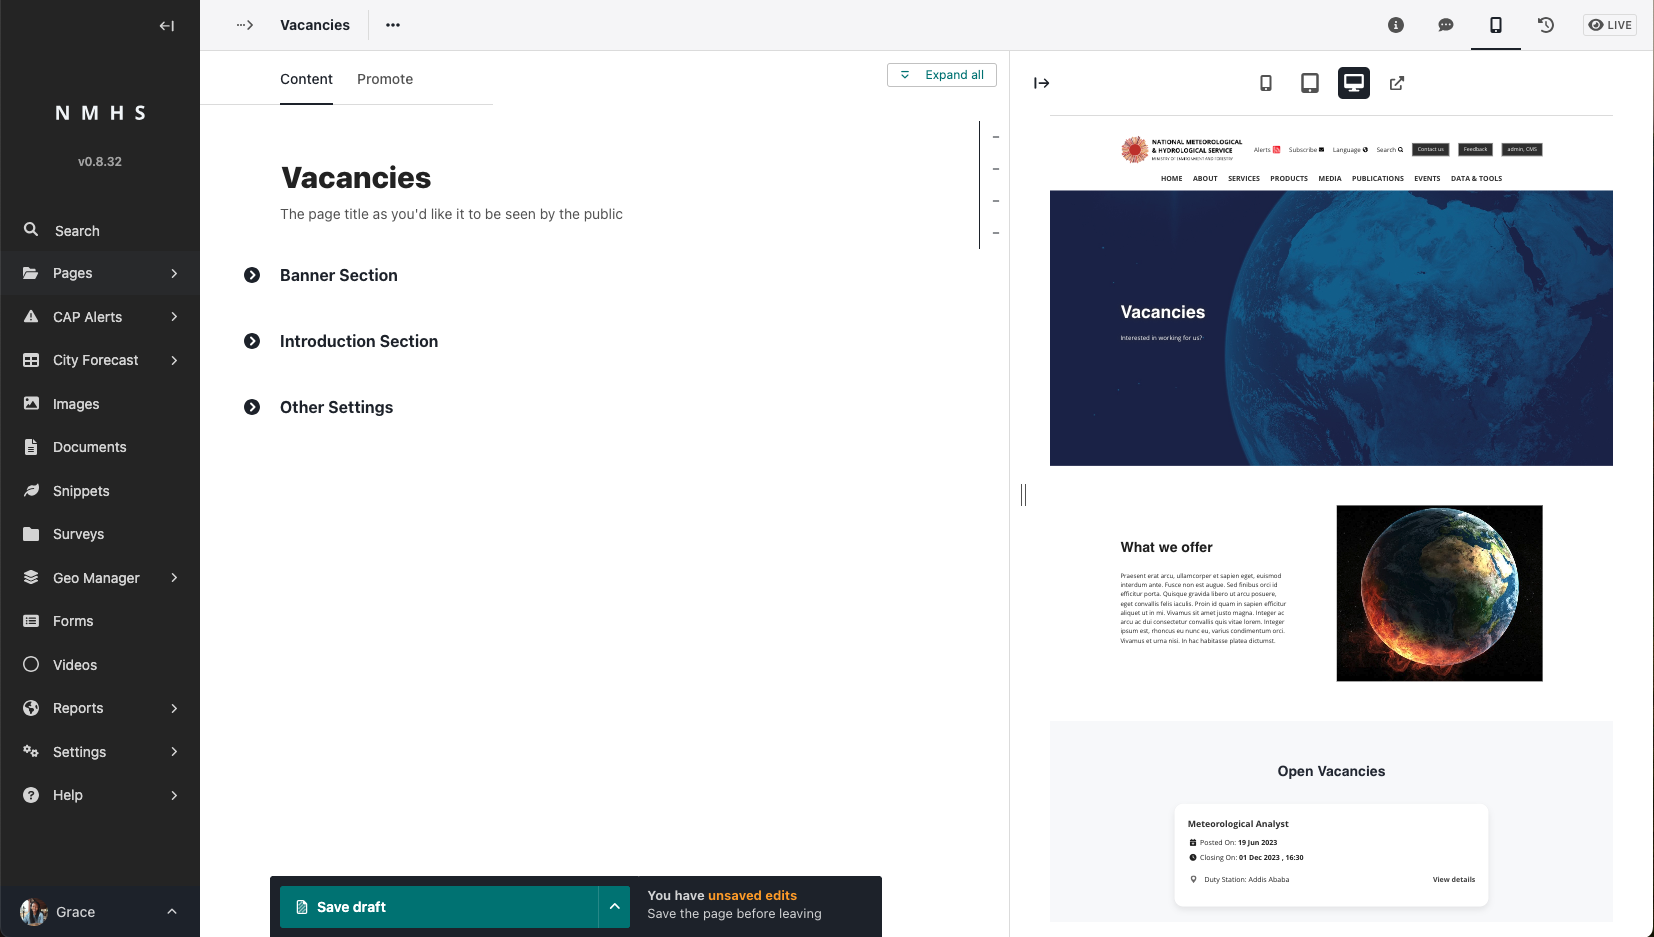 N M H S
v0.8.32
Search
Pages
CAP Alerts
City Forecast
Images
Documents
Snippets
Surveys
Geo Manager
Forms
Videos
Reports
Settings
Help
Grace
Vacancies
LIVE
Content
Promote
Expand all
Vacancies
The page title as you'd like it to be seen by the public
Banner Section
Introduction Section
Other Settings
Save draft
You have unsaved edits
Save the page before leaving
NATIONAL METEOROLOGICAL
& HYDROLOGICAL SERVICE
MINISTRY OF ENVIRONMENT AND FORESTRY
Alerts
Subscribe
Language
Search
Contact us
Feedback
admin, CMS
HOME ABOUT SERVICES PRODUCTS MEDIA PUBLICATIONS EVENTS DATA & TOOLS
Vacancies
Interested in working for us?
What we offer
Praesent erat arcu, ullamcorper et sapien eget, euismod
interdum ante. Fusce non est augue. Sed finibus orci id
efficitur porta. Quisque gravida libero ut arcu posuere,
eget convallis felis iaculis. Proin id quam in sapien efficitur
aliquet ut in mi. Vivamus sit amet justo magna. Integer ac
arcu ac dui consectetur convallis quis vitae lorem. Integer
ipsum est, rhoncus eu nunc eu, varius condimentum orci.
Vivamus et urna nisi. In hac habitasse platea dictumst.
Open Vacancies
Meteorological Analyst
Posted On: 19 Jun 2023
Closing On: 01 Dec 2023 , 16:30
Duty Station: Addis Ababa
View details